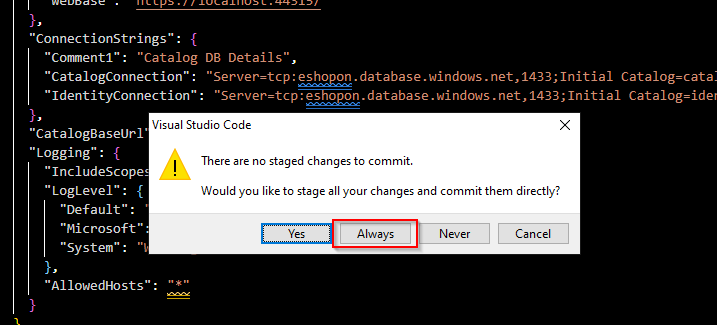 "WebBase": "https://localhost:44315/"
},
"ConnectionStrings": {
"Comment1": "Catalog DB Details",
"CatalogConnection": "Server=tcp:eshopon.database.windows.net,1433;Initial Catalog=cata
"IdentityConnection": "Server=tcp:eshopon.database.windows.net,1433;Initial Catalog=iden
},
"CatalogBaseUrl"
"Logging": {
"IncludeScopes
"LogLevel": {
"Default": "
"Microsoft":
"System": "W
},
"AllowedHosts": "*"
}
}
Visual Studio Code
There are no staged changes to commit.
Would you like to stage all your changes and commit them directly?
Yes Always Never Cancel